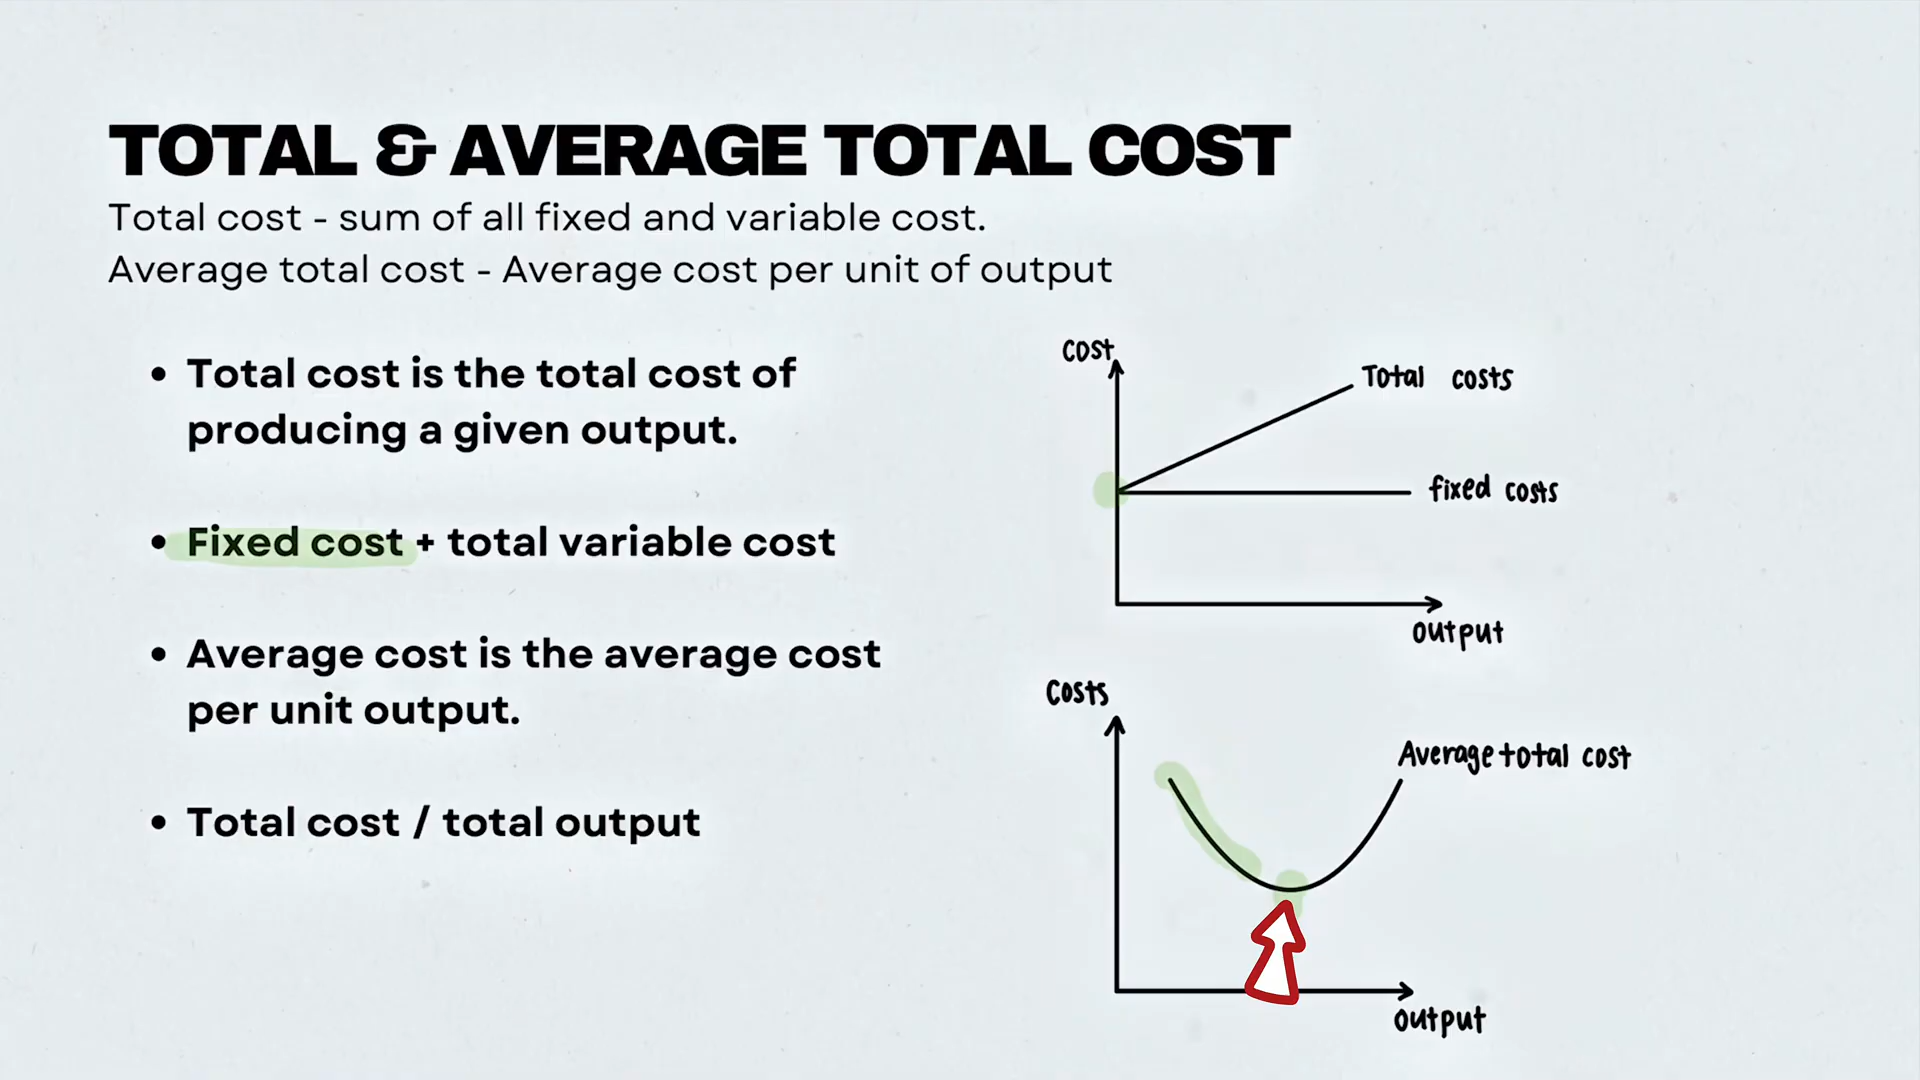 TOTAL & AVERAGE TOTAL COST
Total cost - sum of all fixed and variable cost.
Average total cost - Average cost per unit of output
• Total cost is the total cost of
producing a given output.
• Fixed cost + total variable cost
• Average cost is the average cost
per unit output.
• Total cost / total output
cost
Total costs
fixed costs
output
Costs
Average total cost
output